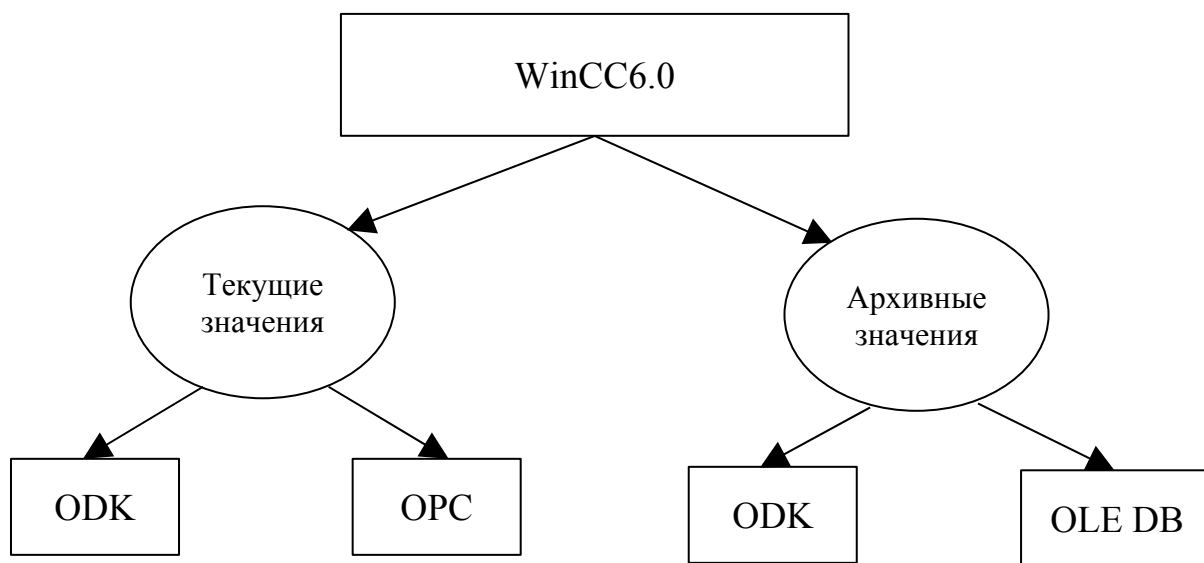 WinCC6.0
Текущие
значения
Архивные
значения
ODK
OPC
ODK
OLE DB